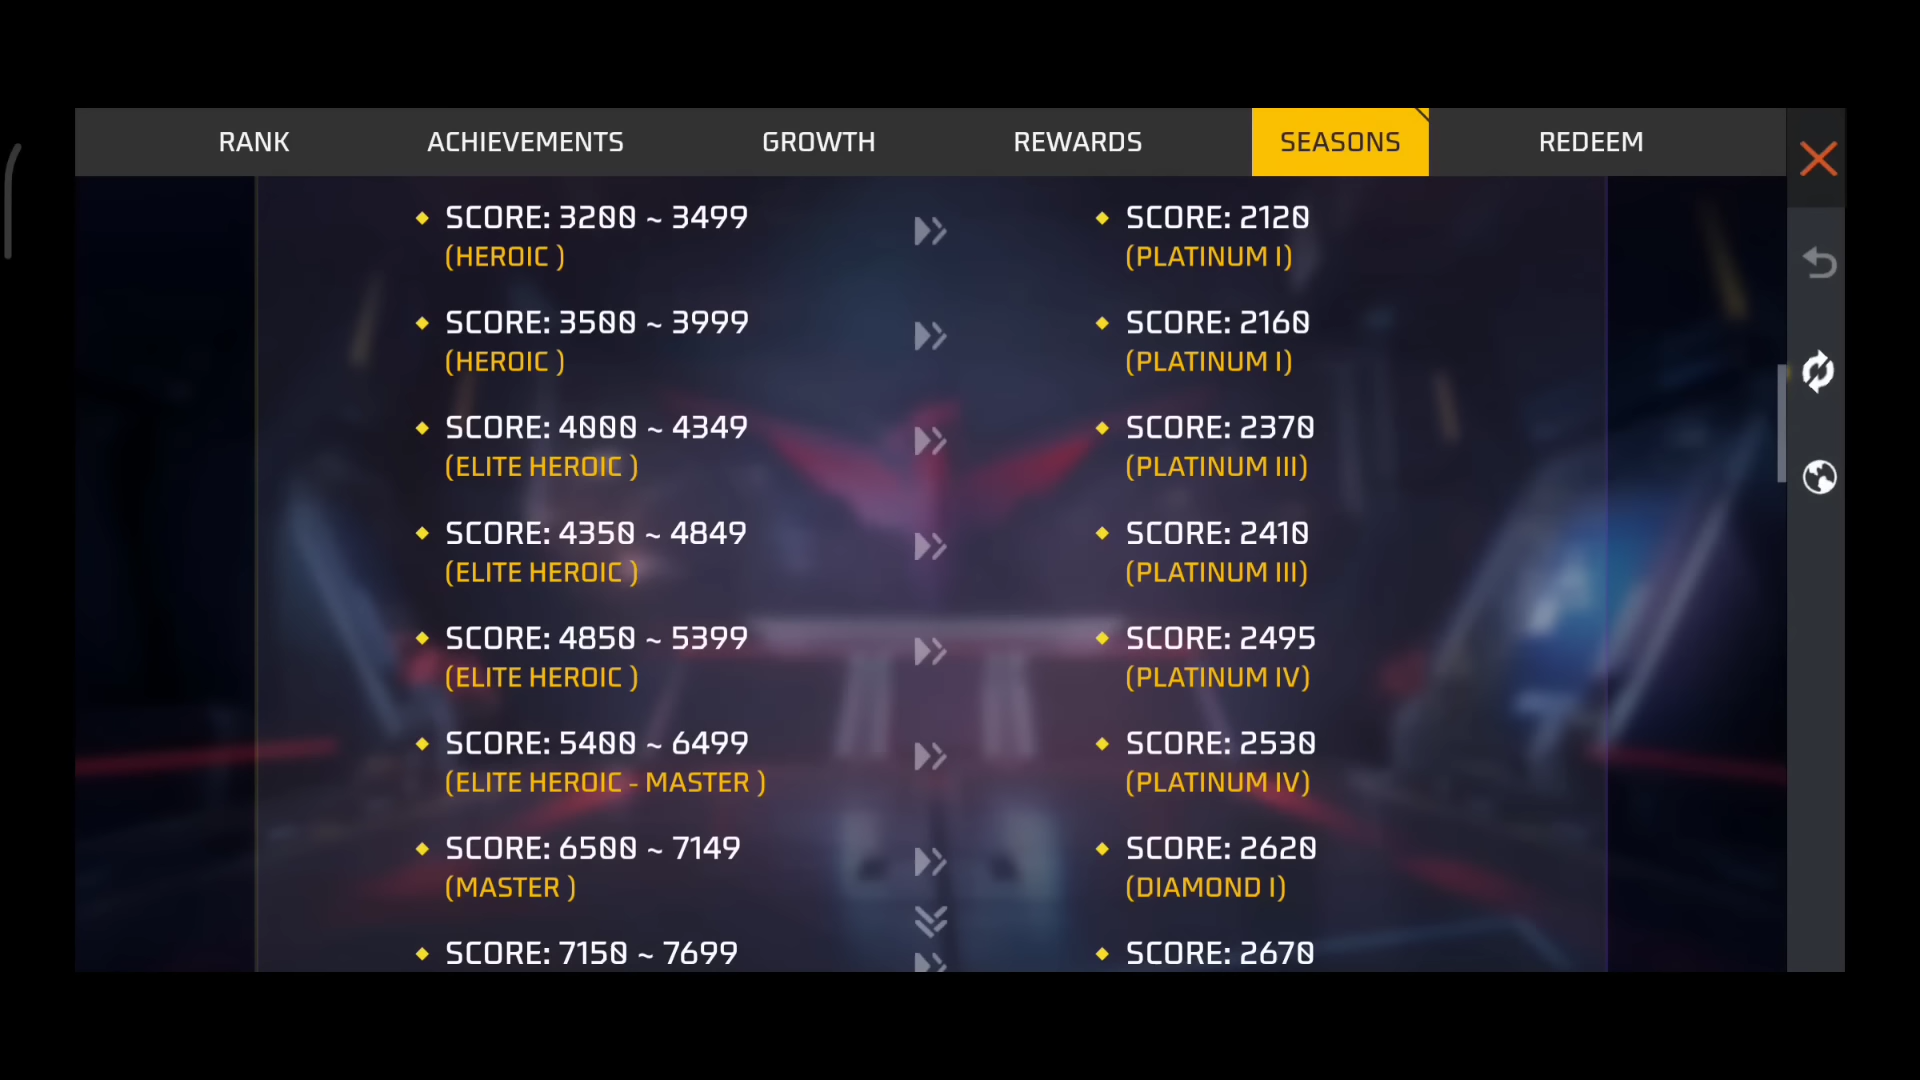 RANK ACHIEVEMENTS GROWTH REWARDS SEASONS REDEEM
SCORE: 3200 ~ 3499 SCORE: 2120
(HEROIC ) (PLATINUM I)
SCORE: 3500 ~ 3999 SCORE: 2160
(HEROIC ) (PLATINUM I)
SCORE: 4000 ~ 4349 SCORE: 2370
(ELITE HEROIC ) (PLATINUM III)
SCORE: 4350 ~ 4849 SCORE: 2410
(ELITE HEROIC ) (PLATINUM III)
SCORE: 4850 ~ 5399 SCORE: 2495
(ELITE HEROIC ) (PLATINUM IV)
SCORE: 5400 ~ 6499 SCORE: 2530
(ELITE HEROIC - MASTER ) (PLATINUM IV)
SCORE: 6500 ~ 7149 SCORE: 2620
(MASTER ) (DIAMOND I)
SCORE: 7150 ~ 7699 SCORE: 2670